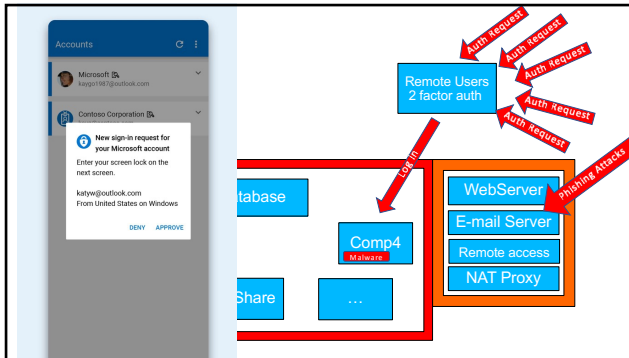 Accounts
Microsoft
kaygo1987@outlook.com
Contoso Corporation
New sign-in request for
your Microsoft account
Enter your screen lock on the
next screen.
katyw@outlook.com
From United States on Windows
DENY APPROVE
Auth Request
Auth Request
Auth Request
Auth Request
Auth Request
Remote Users
2 factor auth
Log in
Phishing Attacks
tabase
Comp4
Malware
Share
...
WebServer
E-mail Server
Remote access
NAT Proxy